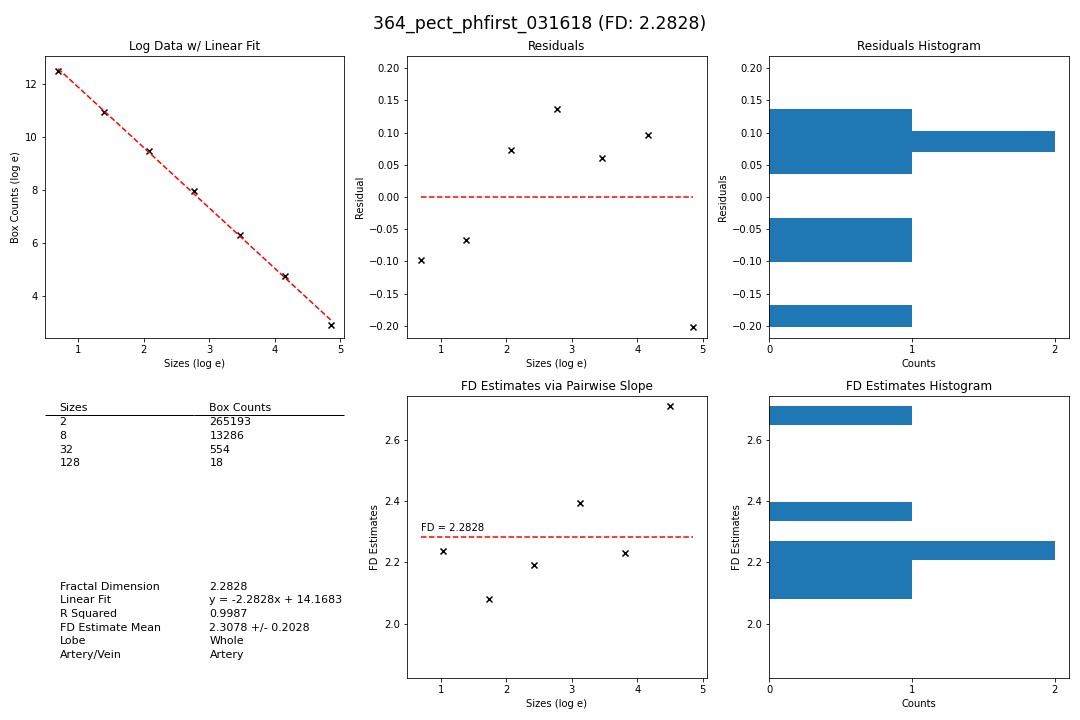 364_pect_phfirst_031618 (FD: 2.2828)
Log Data w/ Linear Fit
Box Counts (log e)
12
10
8
6
4
1
2
3
4
5
Sizes (log e)
Residuals
Residual
0.20
0.15
0.10
0.05
0.00
−0.05
−0.10
−0.15
−0.20
1
2
3
4
5
Sizes (log e)
Residuals Histogram
Residuals
0.20
0.15
0.10
0.05
0.00
−0.05
−0.10
−0.15
−0.20
0
1
2
Counts
Sizes Box Counts
2 265193
8 13286
32 554
128 18
Fractal Dimension 2.2828
Linear Fit y = -2.2828x + 14.1683
R Squared 0.9987
FD Estimate Mean 2.3078 +/- 0.2028
Lobe Whole
Artery/Vein Artery
FD Estimates via Pairwise Slope
FD Estimates
2.6
2.4
2.2
2.0
FD = 2.2828
1
2
3
4
5
Sizes (log e)
FD Estimates Histogram
FD Estimates
2.6
2.4
2.2
2.0
0
1
2
Counts